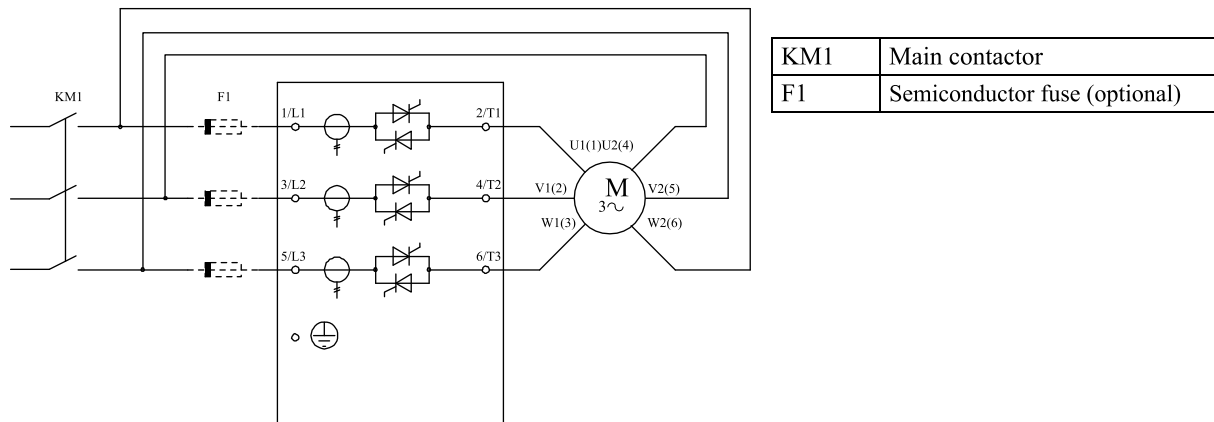 KM1
F1
1/L1
2/T1
U1(1)U2(4)
3/L2
4/T2
V1(2)
M
3∿
V2(5)
W1(3)
W2(6)
5/L3
6/T3
KM1 Main contactor
F1 Semiconductor fuse (optional)